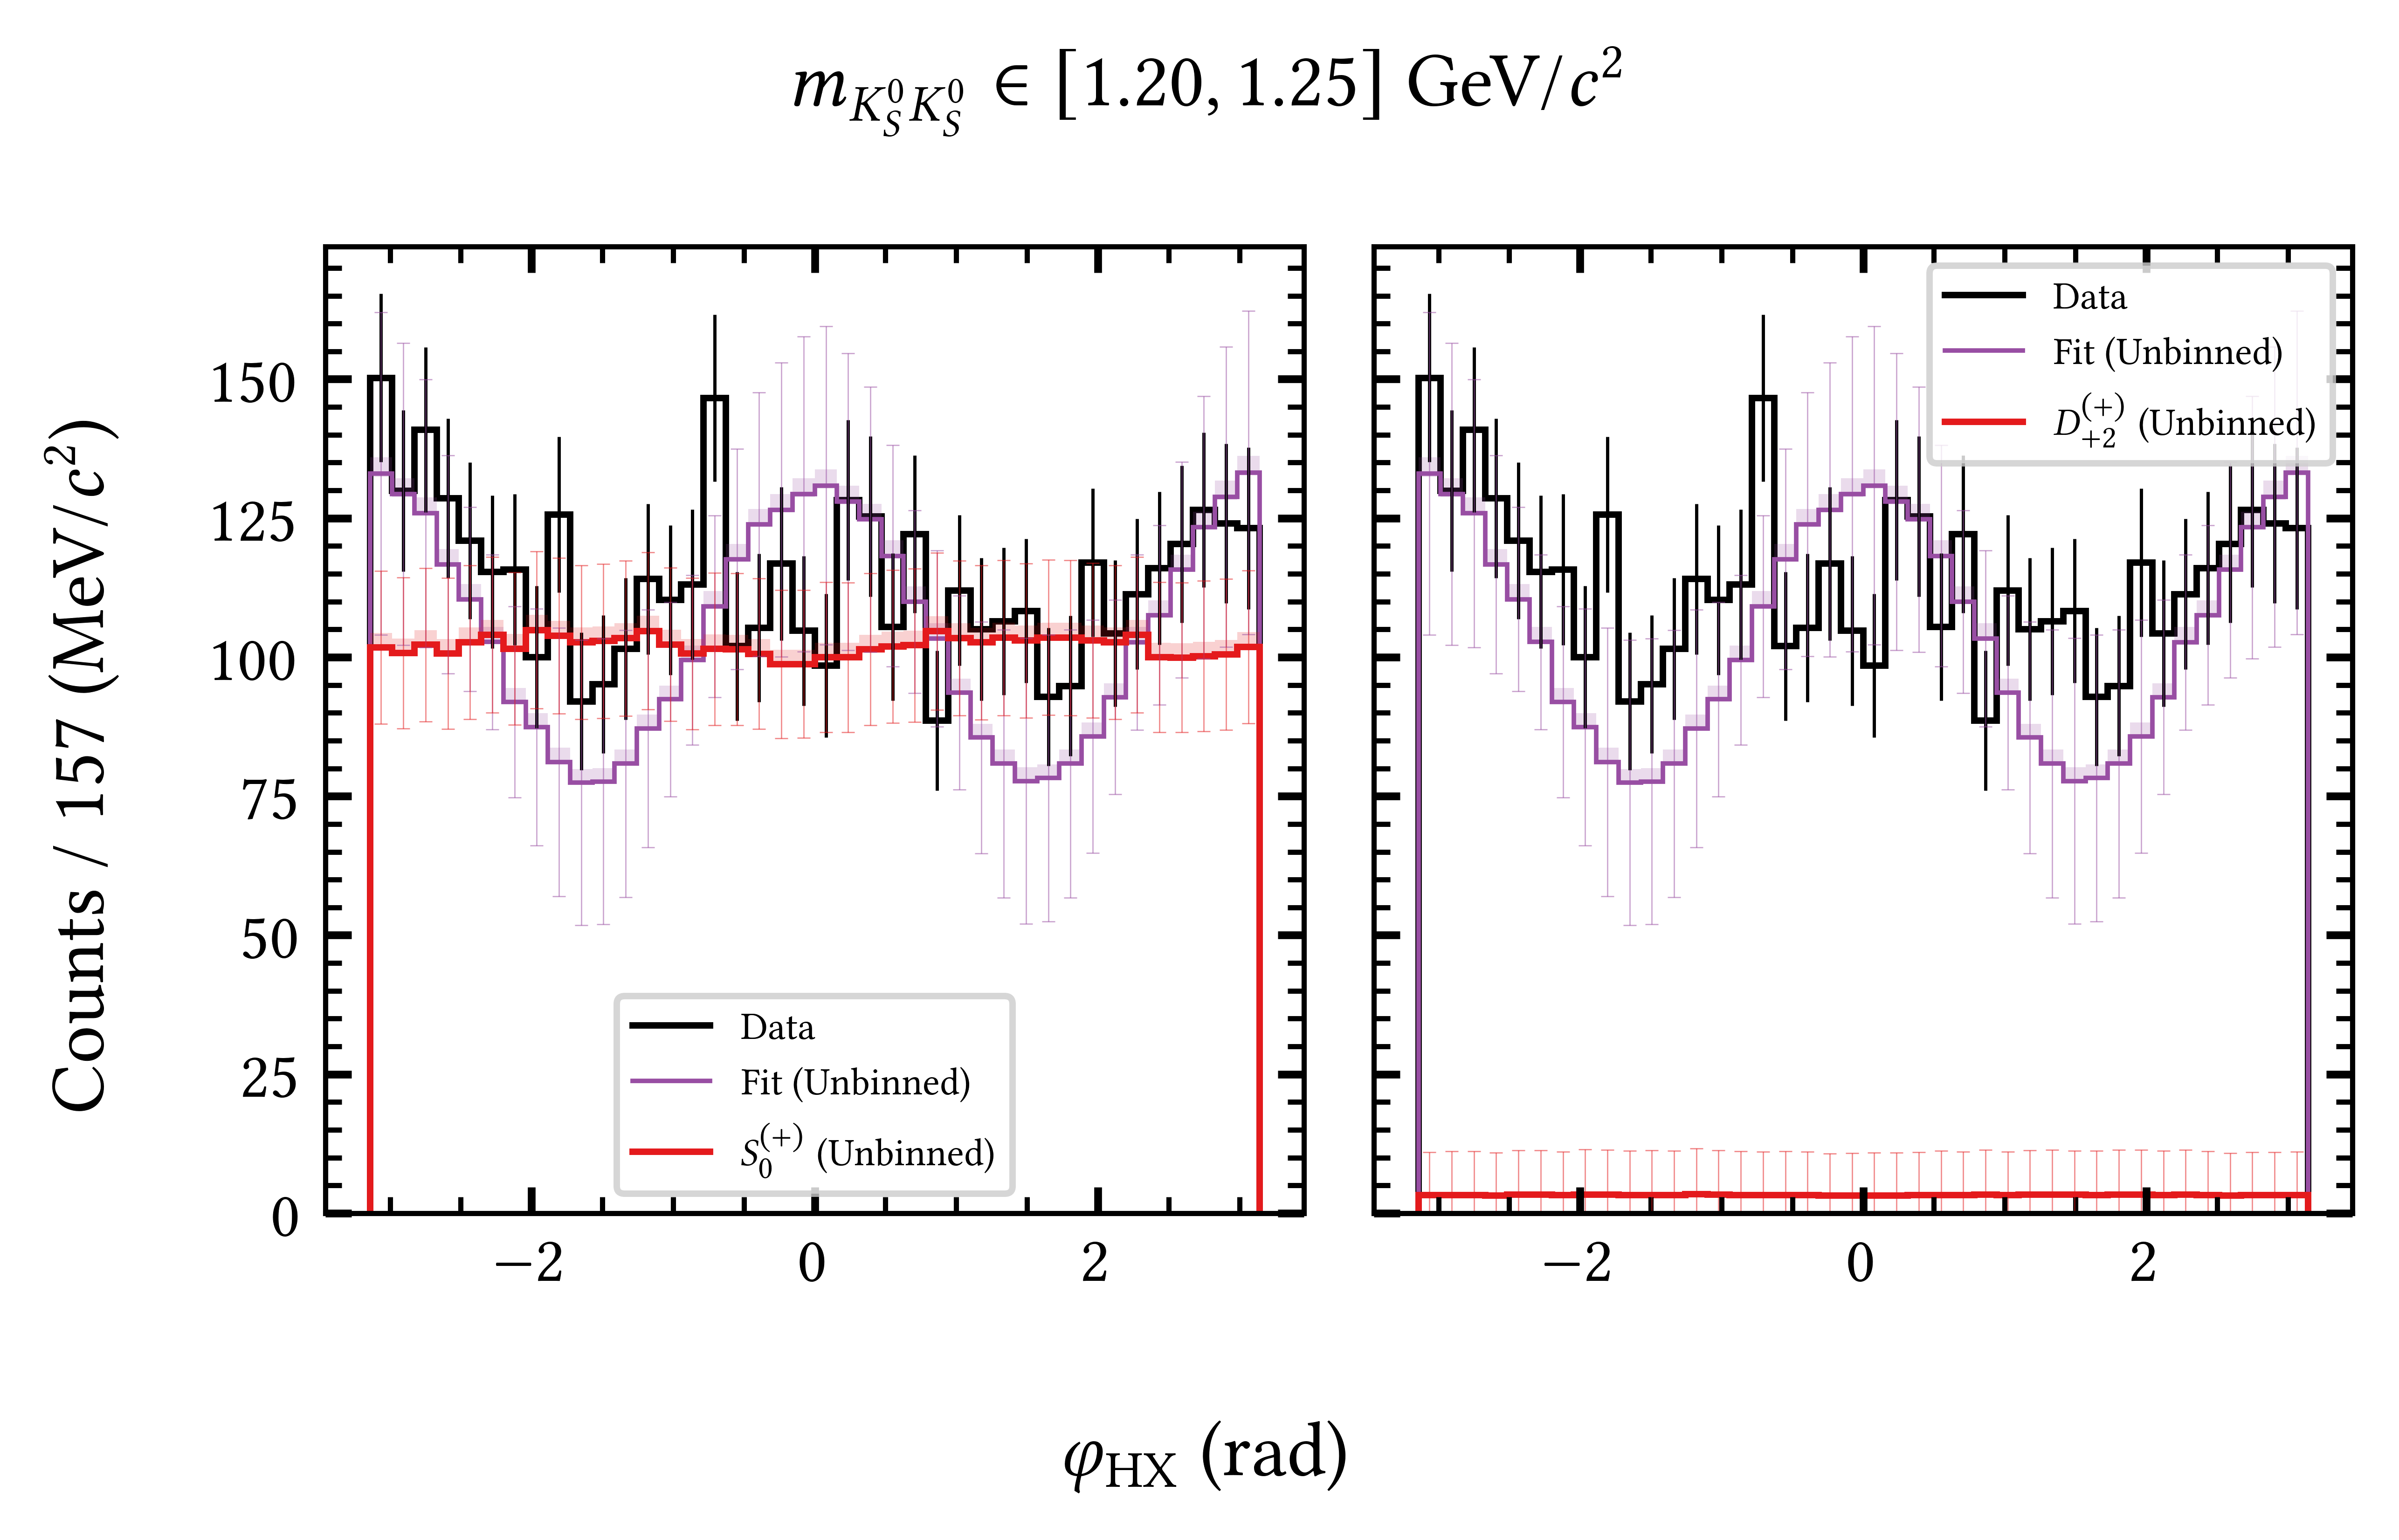 m_{K_S^0 K_S^0} ∈ [1.20, 1.25] GeV/c²
Counts / 157 (MeV/c²)
150
125
100
75
50
25
0
Data
Fit (Unbinned)
S_0^{(+)} (Unbinned)
−2
0
2
Data
Fit (Unbinned)
D_{+2}^{(+)} (Unbinned)
−2
0
2
φ_HX (rad)